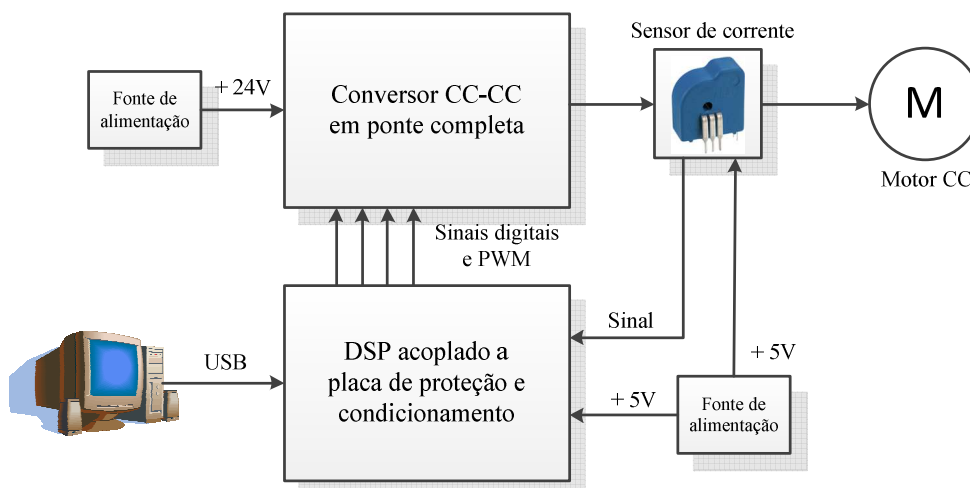 Sensor de corrente
Fonte de
alimentação
+ 24V
Conversor CC-CC
em ponte completa
M
Motor CC
Sinais digitais
e PWM
Sinal
USB
DSP acoplado a
placa de proteção e
condicionamento
+ 5V
+ 5V
Fonte de
alimentação